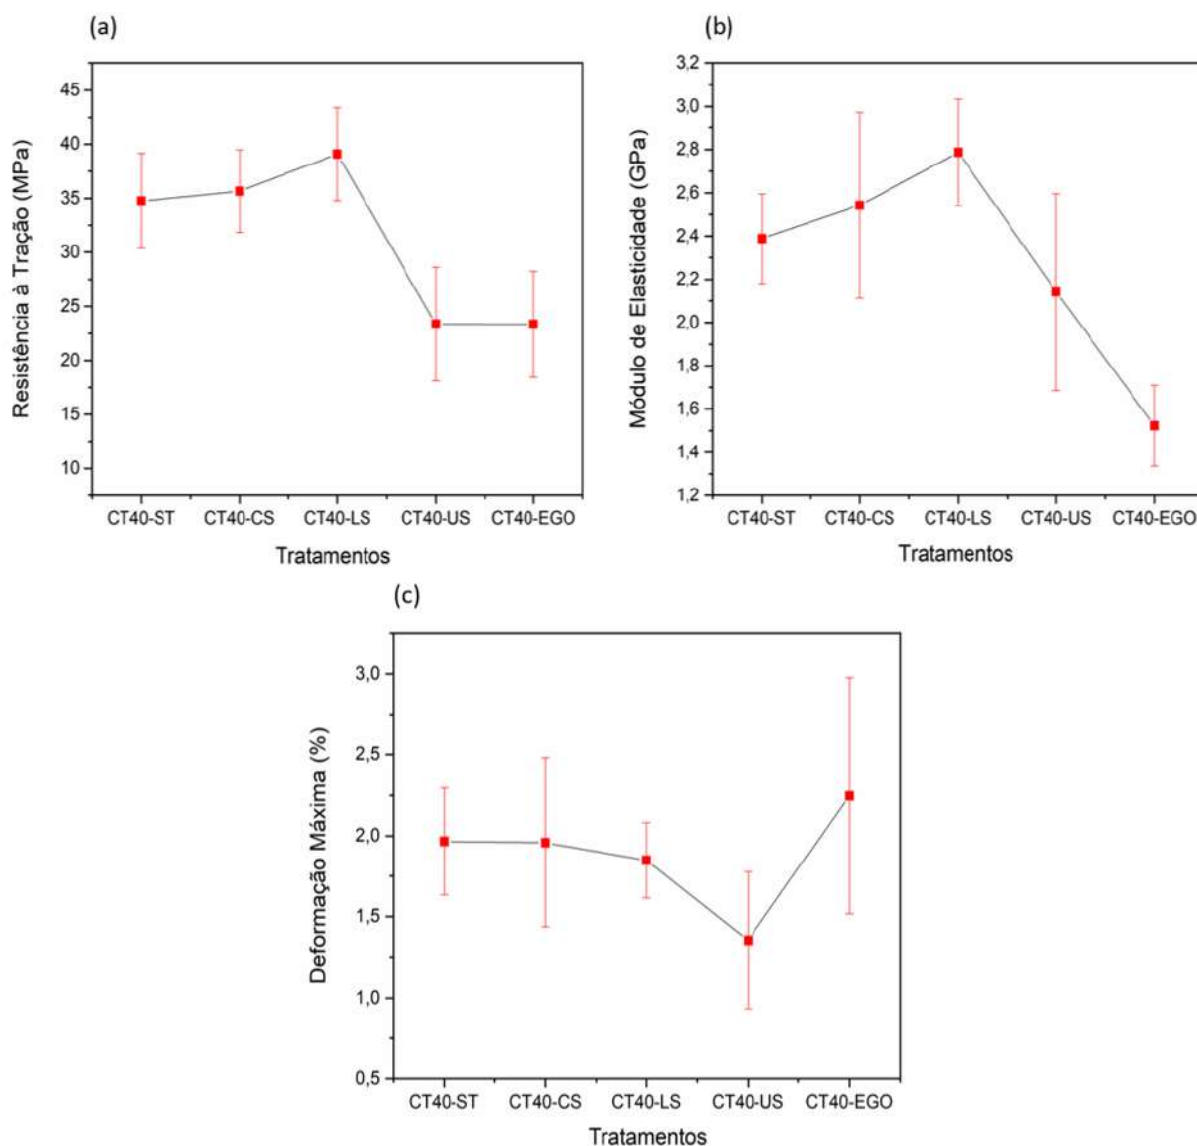 (a)
45
40
35
30
25
20
15
10
Resistência à Tração (MPa)
CT40-ST CT40-CS CT40-LS CT40-US CT40-EGO
Tratamentos
(b)
3,2
3,0
2,8
2,6
2,4
2,2
2,0
1,8
1,6
1,4
1,2
Módulo de Elasticidade (GPa)
CT40-ST CT40-CS CT40-LS CT40-US CT40-EGO
Tratamentos
(c)
3,0
2,5
2,0
1,5
1,0
0,5
Deformação Máxima (%)
CT40-ST CT40-CS CT40-LS CT40-US CT40-EGO
Tratamentos